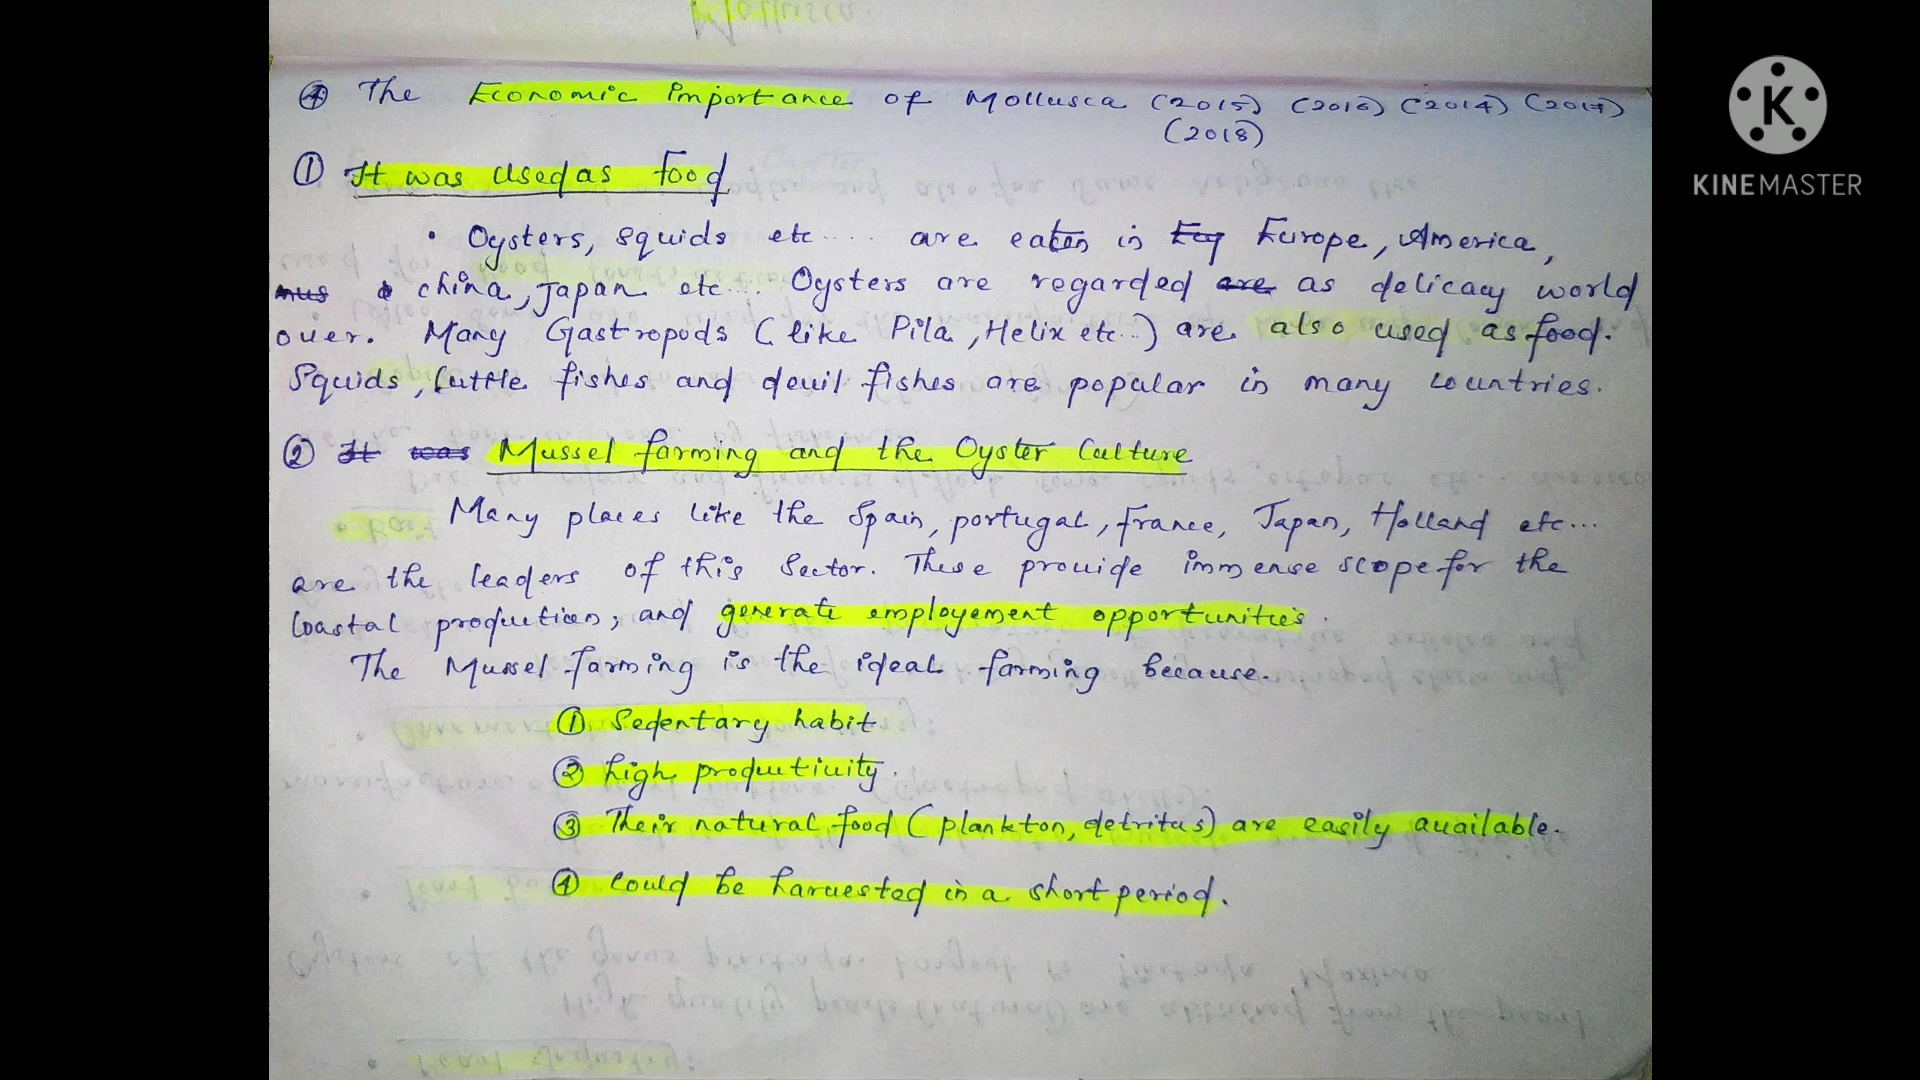 Mollusca
④ The Economic Importance of Mollusca (2015) (2016) (2014) (2017)
(2018)
① It was Used as Food
• Oysters, Squids etc .... are eaten in Europe, America,
china, Japan etc.... Oysters are regarded are as delicacy world
over. Many Gastropods (like Pila, Helix etc...) are also used as food.
Squids, Cuttle fishes and devil fishes are popular in many countries.
② It was Mussel farming and the Oyster Culture
Many places like the Spain, portugal, france, Japan, Holland etc...
are the leaders of this Sector. These provide immense scope for the
Coastal production; and generate employement opportunities.
The Mussel farming is the ideal farming because.
① Sedentary habit
② high productivity.
③ Their natural food (plankton, detritus) are easily available.
④ could be harvested in a short period.
K
KINEMASTER